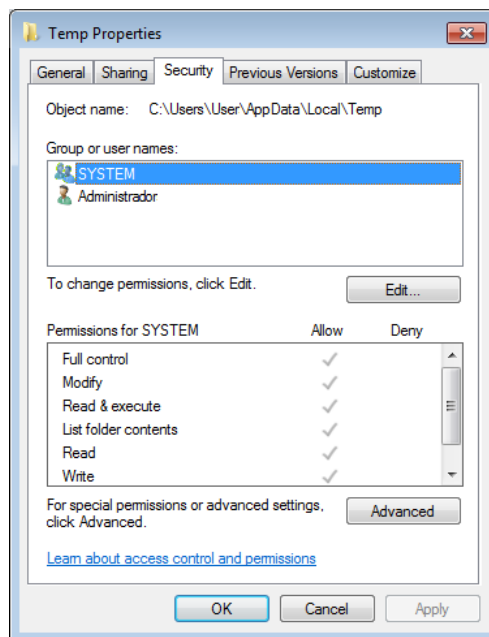 Temp Properties
General Sharing Security Previous Versions Customize
Object name: C:\Users\User\AppData\Local\Temp
Group or user names:
SYSTEM
Administrador
To change permissions, click Edit.
Edit...
Permissions for SYSTEM Allow Deny
Full control
Modify
Read & execute
List folder contents
Read
Write
For special permissions or advanced settings,
click Advanced.
Advanced
Learn about access control and permissions
OK Cancel Apply